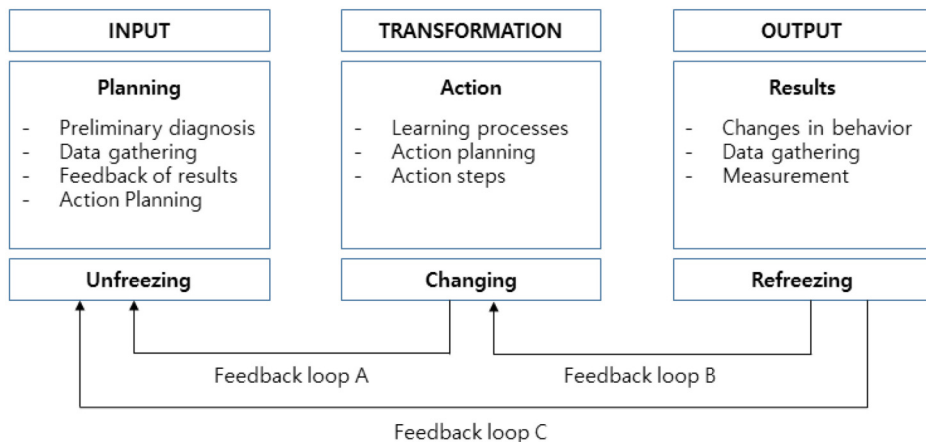 INPUT
TRANSFORMATION
OUTPUT
Planning
- Preliminary diagnosis
- Data gathering
- Feedback of results
- Action Planning
Action
- Learning processes
- Action planning
- Action steps
Results
- Changes in behavior
- Data gathering
- Measurement
Unfreezing
Changing
Refreezing
Feedback loop A
Feedback loop B
Feedback loop C